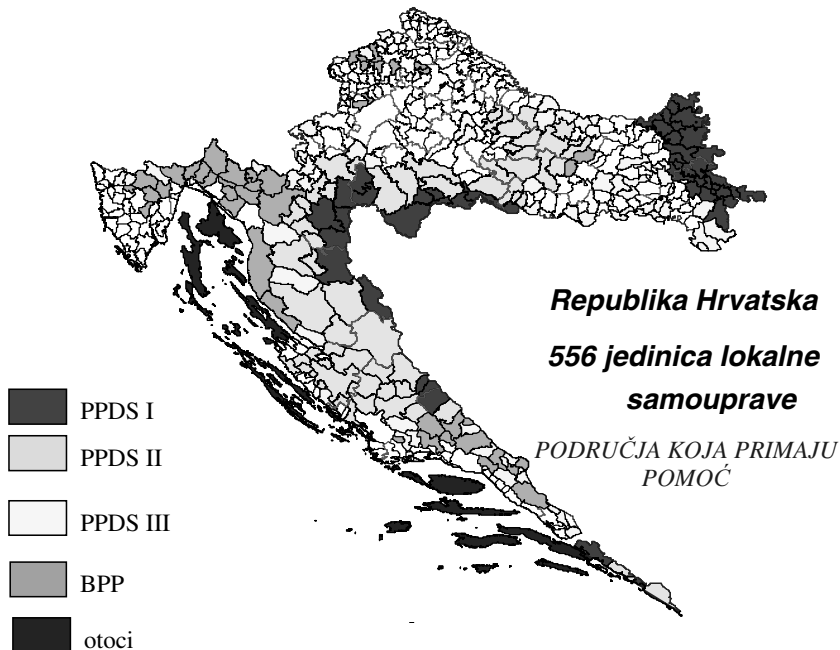 Republika Hrvatska
556 jedinica lokalne
samouprave
PODRUČJA KOJA PRIMAJU
POMOĆ
PPDS I
PPDS II
PPDS III
BPP
otoci